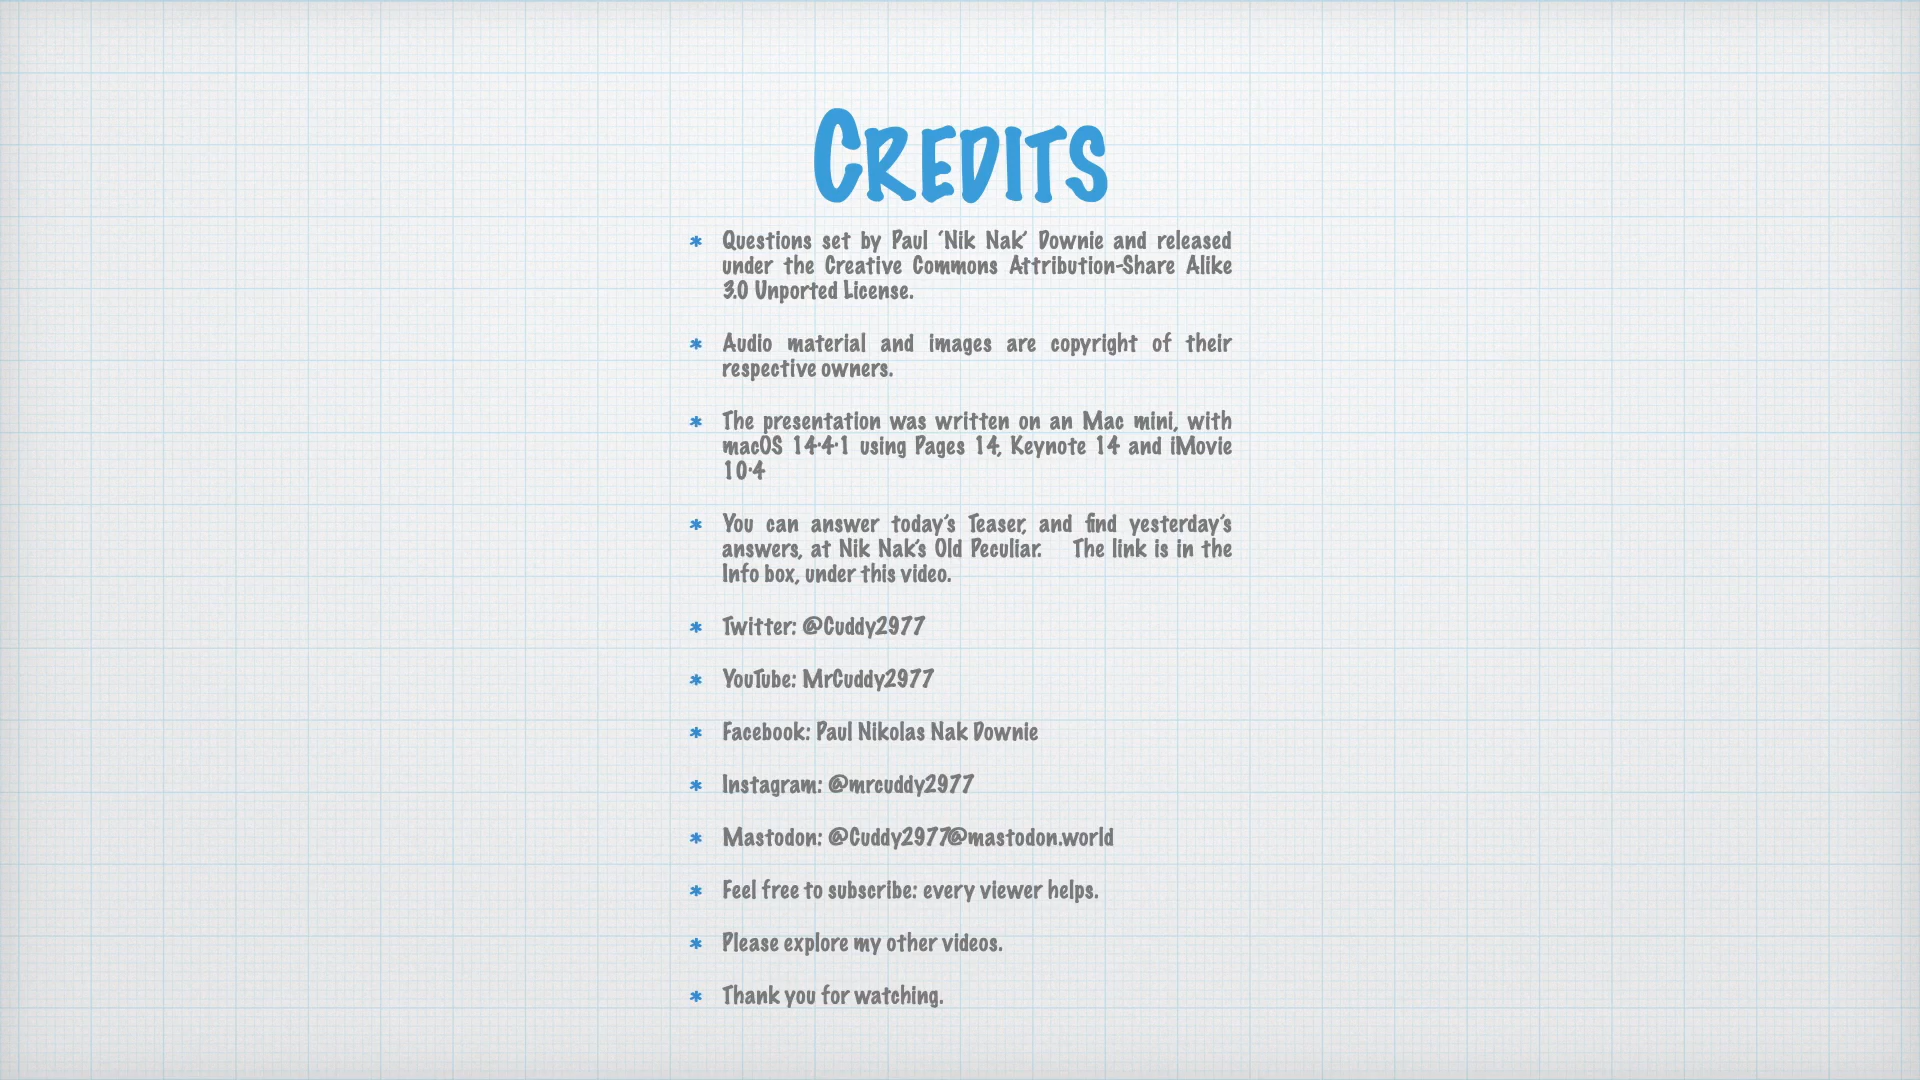 Credits
* Questions set by Paul ‘Nik Nak’ Downie and released
under the Creative Commons Attribution-Share Alike
3.0 Unported License.
* Audio material and images are copyright of their
respective owners.
* The presentation was written on an Mac mini, with
macOS 14·4·1 using Pages 14, Keynote 14 and iMovie
10·4
* You can answer today’s Teaser, and find yesterday’s
answers, at Nik Nak’s Old Peculiar. The link is in the
Info box, under this video.
* Twitter: @Cuddy2977
* YouTube: MrCuddy2977
* Facebook: Paul Nikolas Nak Downie
* Instagram: @mrcuddy2977
* Mastodon: @Cuddy2977@mastodon.world
* Feel free to subscribe: every viewer helps.
* Please explore my other videos.
* Thank you for watching.